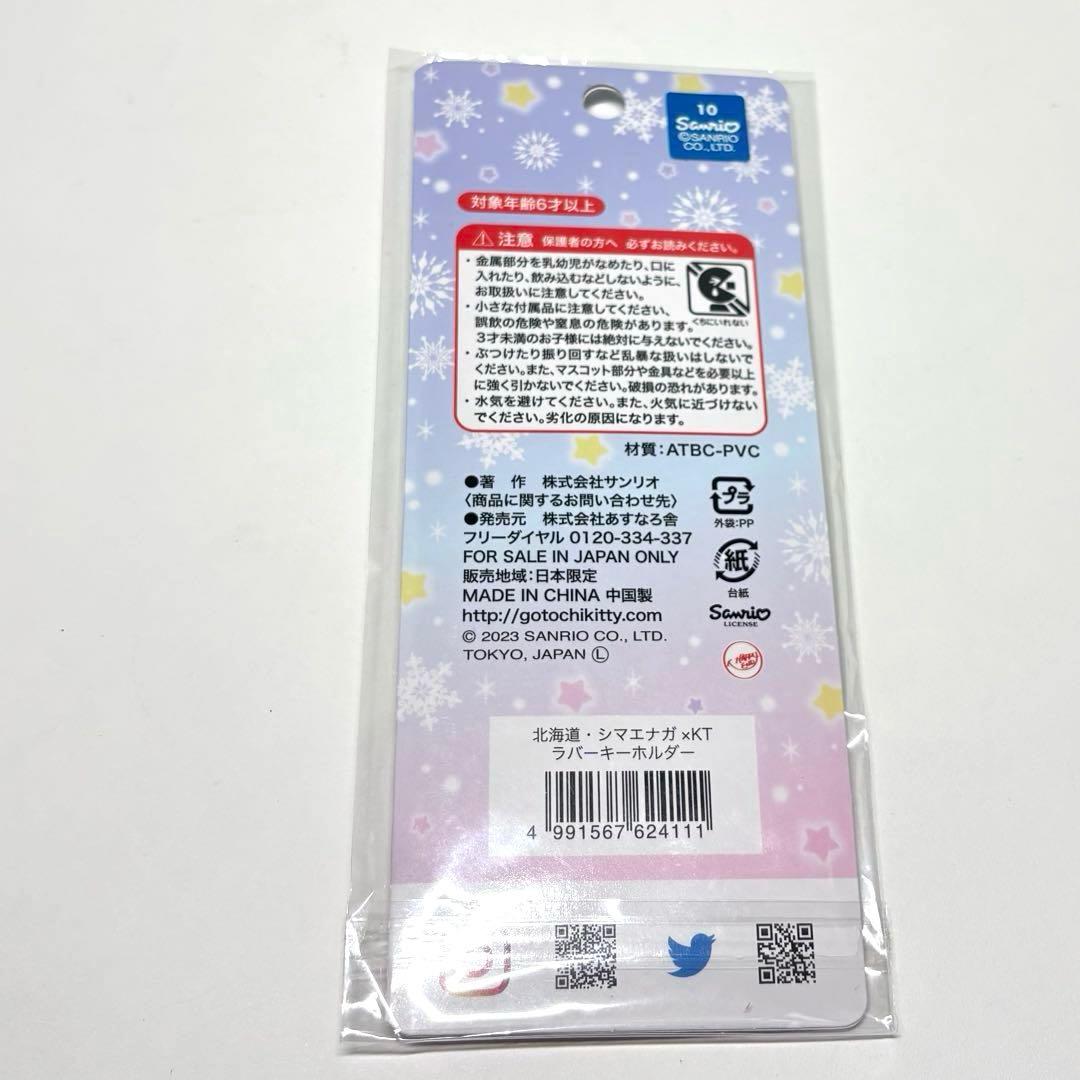 10
Sanrio
©SANRIO
CO.,LTD.
対象年齢6才以上
注意 保護者の方へ 必ずお読みください。
・金属部分を乳幼児がなめたり、口に
入れたり、飲み込むなどしないように、
お取扱いに注意してください。
・小さな付属品に注意してください、
誤飲の危険や窒息の危険があります。
くちにいれない
3才未満のお子様には絶対に与えないでください。
・ぶつけたり振り回すなど乱暴な扱いはしないで
ください。また、マスコット部分や金具などを必要以上
に強く引かないでください。破損の恐れがあります。
・水気を避けてください。また、火気に近づけない
でください。劣化の原因になります。
材質：ATBC-PVC
●著 作 株式会社サンリオ
〈商品に関するお問い合わせ先〉
●発売元 株式会社あすなろ舎
フリーダイヤル 0120-334-337
FOR SALE IN JAPAN ONLY
販売地域：日本限定
MADE IN CHINA 中国製
http://gotochikitty.com
© 2023 SANRIO CO., LTD.
TOKYO, JAPAN Ⓛ
プラ
外袋：PP
紙
台紙
Sanrio
LICENSE
北海道・シマエナガ×KT
ラバーキーホルダー
4 991567 624111